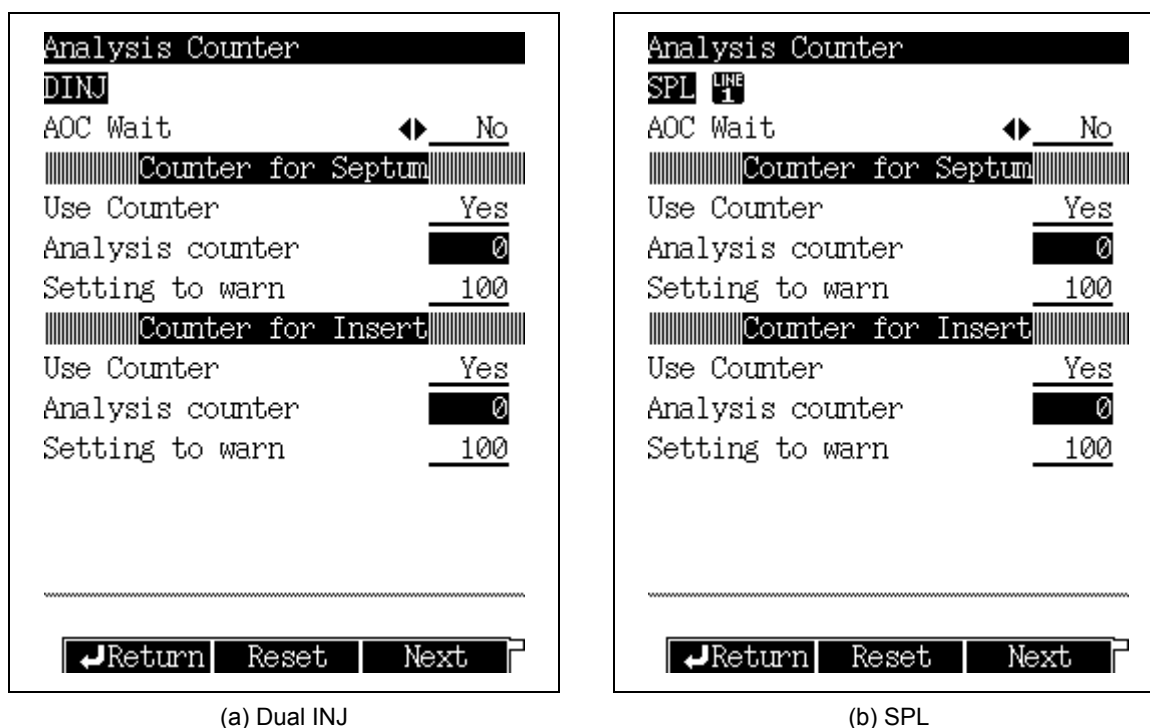 Analysis Counter
DINJ
AOC Wait No
Counter for Septum
Use Counter Yes
Analysis counter 0
Setting to warn 100
Counter for Insert
Use Counter Yes
Analysis counter 0
Setting to warn 100
Return Reset Next
(a) Dual INJ
Analysis Counter
SPL LINE 1
AOC Wait No
Counter for Septum
Use Counter Yes
Analysis counter 0
Setting to warn 100
Counter for Insert
Use Counter Yes
Analysis counter 0
Setting to warn 100
Return Reset Next
(b) SPL